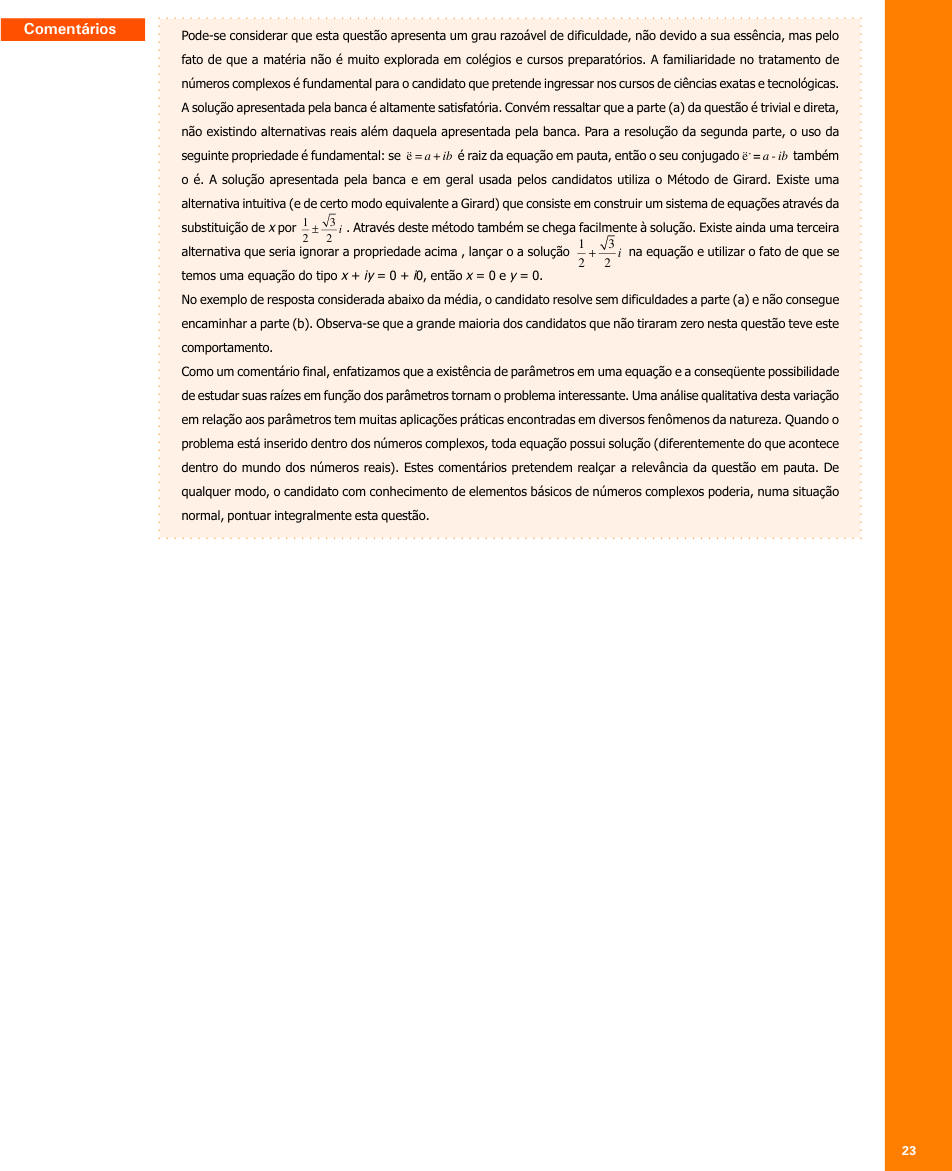 Comentários
Pode-se considerar que esta questão apresenta um grau razoável de dificuldade, não devido a sua essência, mas pelo
fato de que a matéria não é muito explorada em colégios e cursos preparatórios. A familiaridade no tratamento de
números complexos é fundamental para o candidato que pretende ingressar nos cursos de ciências exatas e tecnológicas.
A solução apresentada pela banca é altamente satisfatória. Convém ressaltar que a parte (a) da questão é trivial e direta,
não existindo alternativas reais além daquela apresentada pela banca. Para a resolução da segunda parte, o uso da
seguinte propriedade é fundamental: se ë = a + ib é raiz da equação em pauta, então o seu conjugado ë- = a - ib também
o é. A solução apresentada pela banca e em geral usada pelos candidatos utiliza o Método de Girard. Existe uma
alternativa intuitiva (e de certo modo equivalente a Girard) que consiste em construir um sistema de equações através da
substituição de x por 1/2 ± √3/2 i . Através deste método também se chega facilmente à solução. Existe ainda uma terceira
alternativa que seria ignorar a propriedade acima , lançar o a solução 1/2 + √3/2 i na equação e utilizar o fato de que se
temos uma equação do tipo x + iy = 0 + i0, então x = 0 e y = 0.
No exemplo de resposta considerada abaixo da média, o candidato resolve sem dificuldades a parte (a) e não consegue
encaminhar a parte (b). Observa-se que a grande maioria dos candidatos que não tiraram zero nesta questão teve este
comportamento.
Como um comentário final, enfatizamos que a existência de parâmetros em uma equação e a conseqüente possibilidade
de estudar suas raízes em função dos parâmetros tornam o problema interessante. Uma análise qualitativa desta variação
em relação aos parâmetros tem muitas aplicações práticas encontradas em diversos fenômenos da natureza. Quando o
problema está inserido dentro dos números complexos, toda equação possui solução (diferentemente do que acontece
dentro do mundo dos números reais). Estes comentários pretendem realçar a relevância da questão em pauta. De
qualquer modo, o candidato com conhecimento de elementos básicos de números complexos poderia, numa situação
normal, pontuar integralmente esta questão.
23